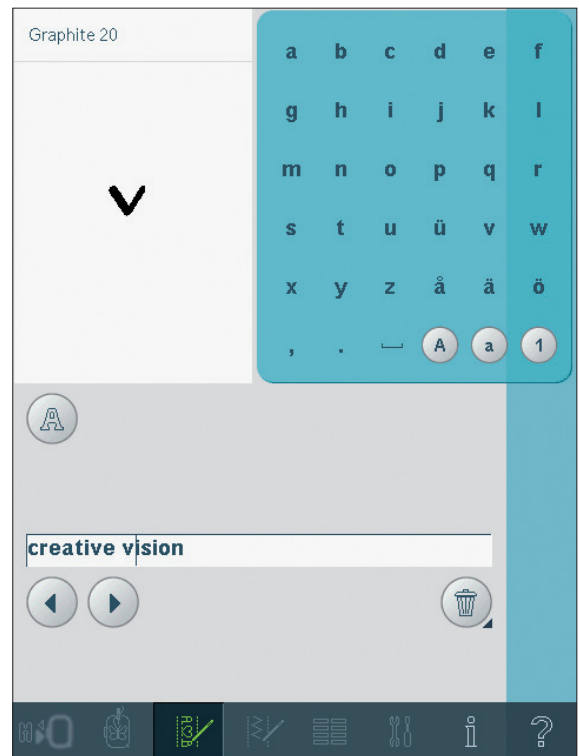 Graphite 20
v
a b c d e f
g h i j k l
m n o p q r
s t u ü v w
x y z å ä ö
, . A a 1
A
creative vision
i ?